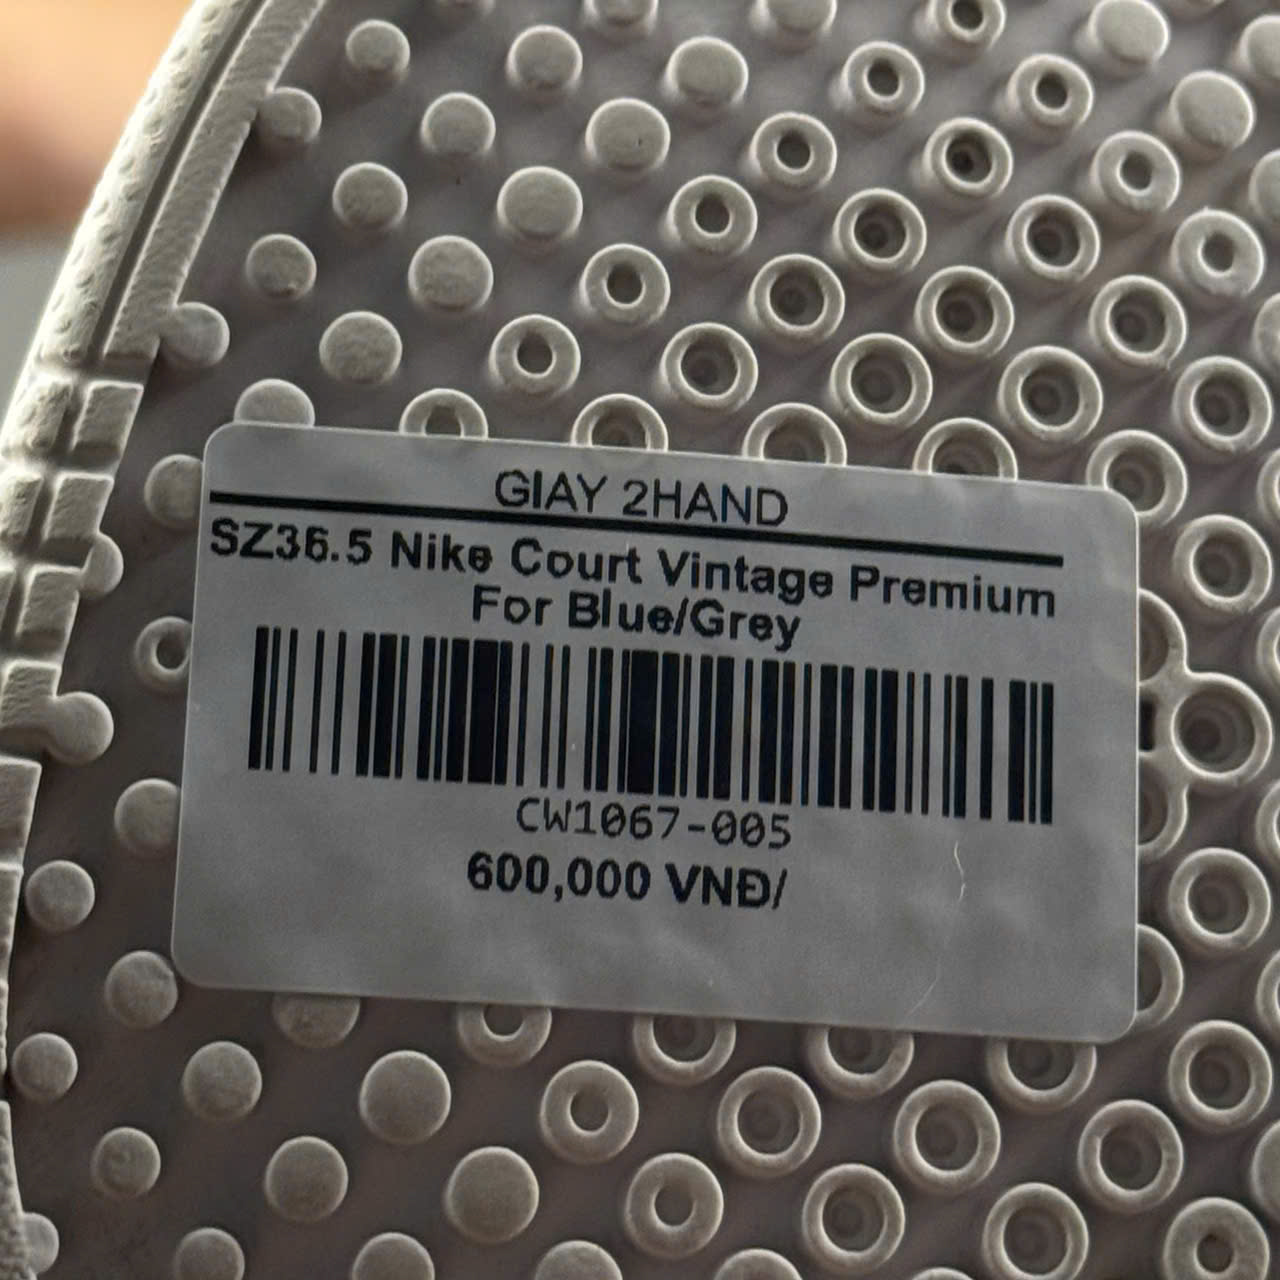 GIAY 2HAND
SZ36.5 Nike Court Vintage Premium
For Blue/Grey
CW1067-005
600,000 VNĐ/